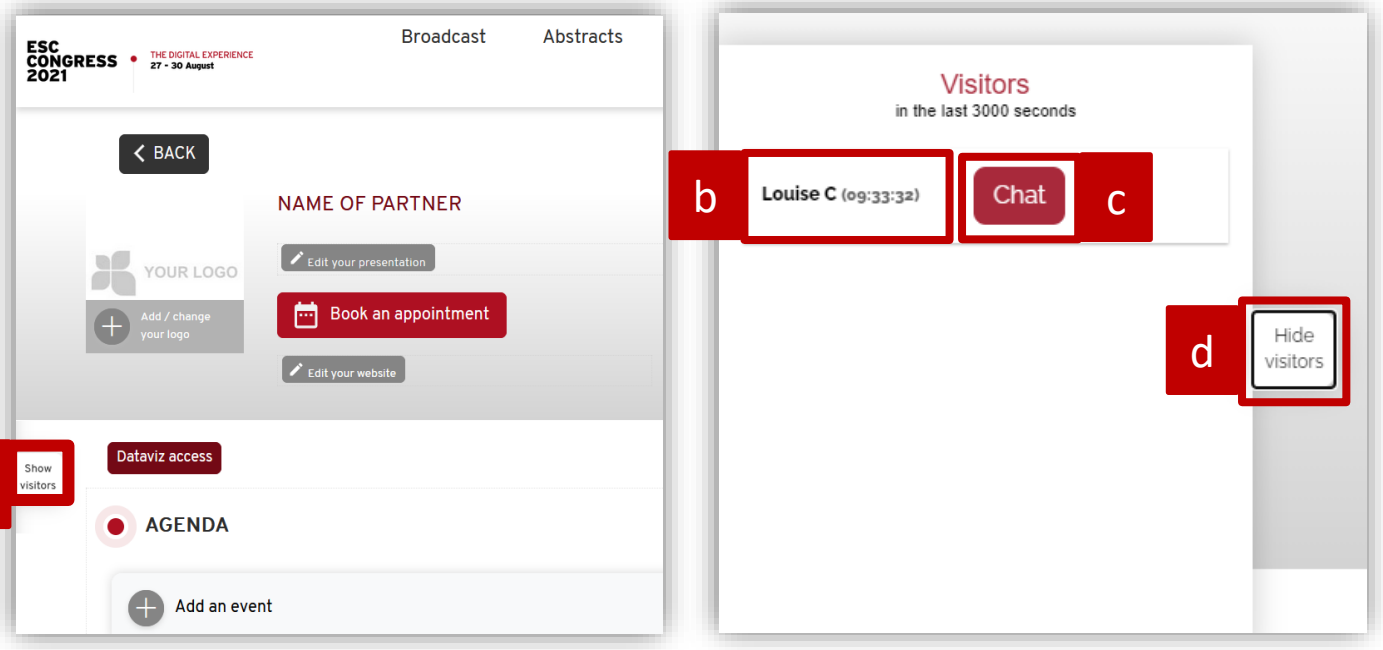 Broadcast Abstracts
ESC
CONGRESS
2021
THE DIGITAL EXPERIENCE
27 - 30 August
BACK
NAME OF PARTNER
Edit your presentation
YOUR LOGO
Add / change
your logo
Book an appointment
Edit your website
Dataviz access
Show
visitors
AGENDA
Add an event
Visitors
in the last 3000 seconds
b
Louise C (09:33:32)
Chat
c
d
Hide
visitors